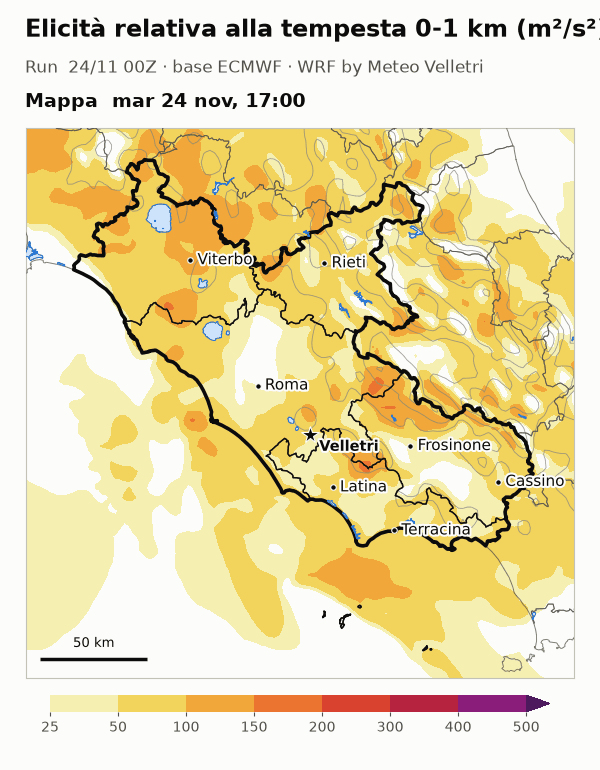 Elicità relativa alla tempesta 0-1 km (m²/s²)
Run 24/11 00Z · base ECMWF · WRF by Meteo Velletri
Mappa mar 24 nov, 17:00
Viterbo
Rieti
Roma
Velletri
Frosinone
Cassino
Latina
Terracina
50 km
25 50 100 150 200 300 400 500